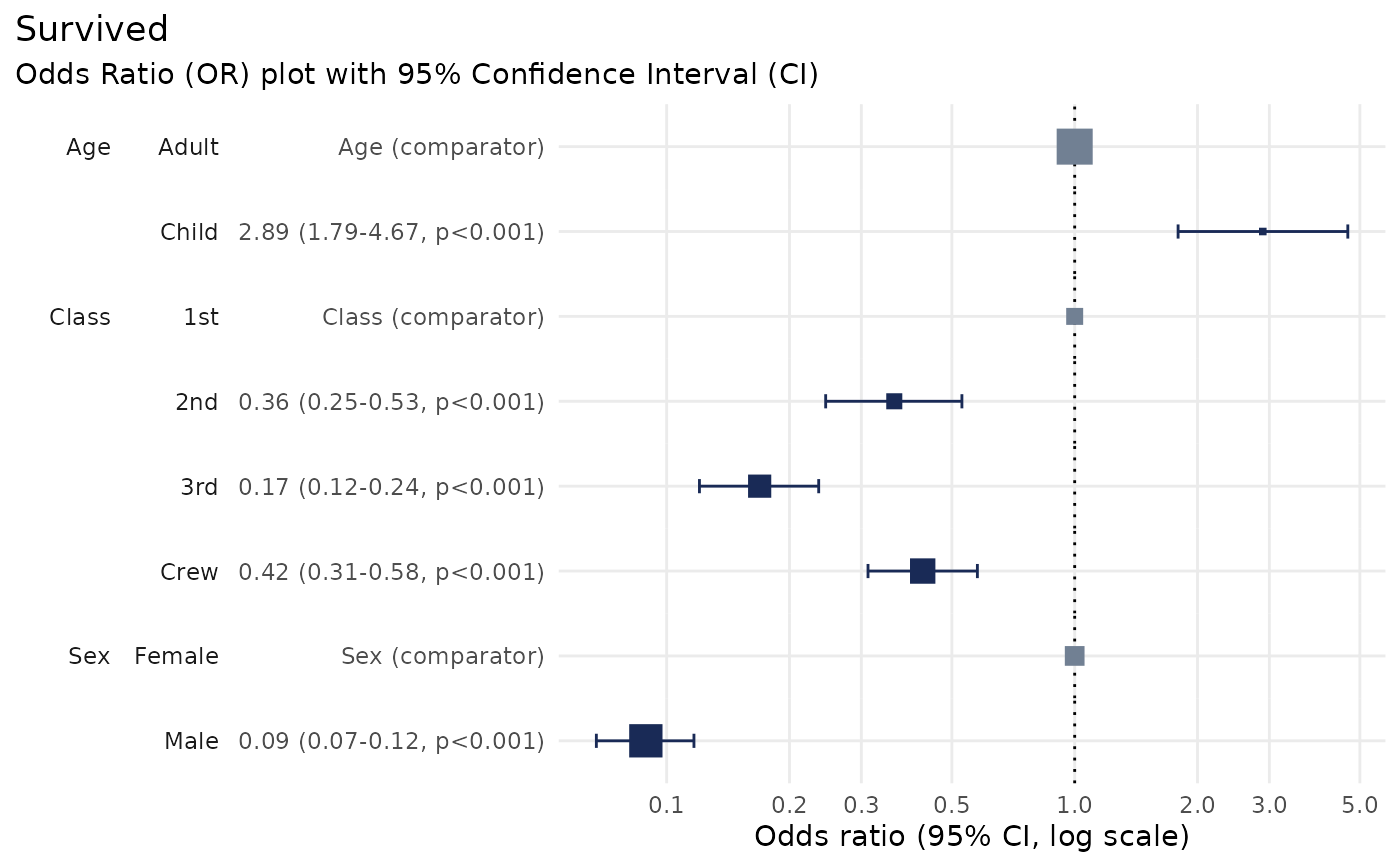 Survived
Odds Ratio (OR) plot with 95% Confidence Interval (CI)
Age Adult Age (comparator)
Child 2.89 (1.79-4.67, p<0.001)
Class 1st Class (comparator)
2nd 0.36 (0.25-0.53, p<0.001)
3rd 0.17 (0.12-0.24, p<0.001)
Crew 0.42 (0.31-0.58, p<0.001)
Sex Female Sex (comparator)
Male 0.09 (0.07-0.12, p<0.001)
0.1 0.2 0.3 0.5 1.0 2.0 3.0 5.0
Odds ratio (95% CI, log scale)